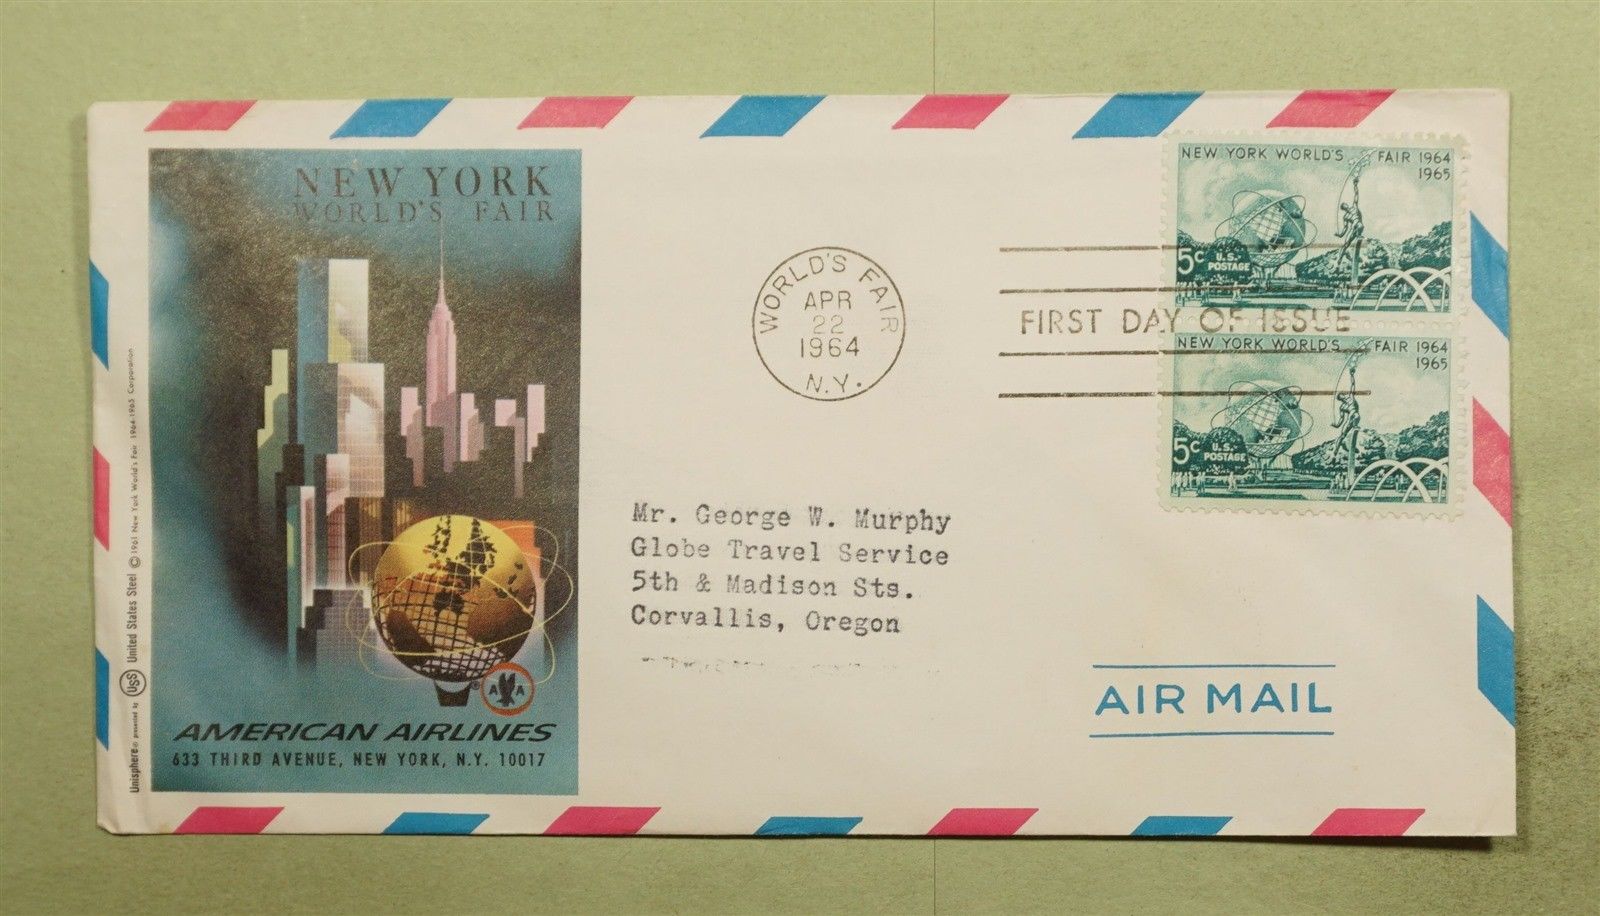 NEW YORK
WORLD'S FAIR
AMERICAN AIRLINES
633 THIRD AVENUE, NEW YORK, N.Y. 10017
A A
®
Unisphere® presented by USS United States Steel © 1961 New York World's Fair 1964-1965 Corporation
WORLD'S FAIR
APR
22
1964
N.Y.
FIRST DAY OF ISSUE
NEW YORK WORLD'S FAIR 1964
1965
5c U.S.
POSTAGE
NEW YORK WORLD'S FAIR 1964
1965
5c U.S.
POSTAGE
Mr. George W. Murphy
Globe Travel Service
5th & Madison Sts.
Corvallis, Oregon
AIR MAIL